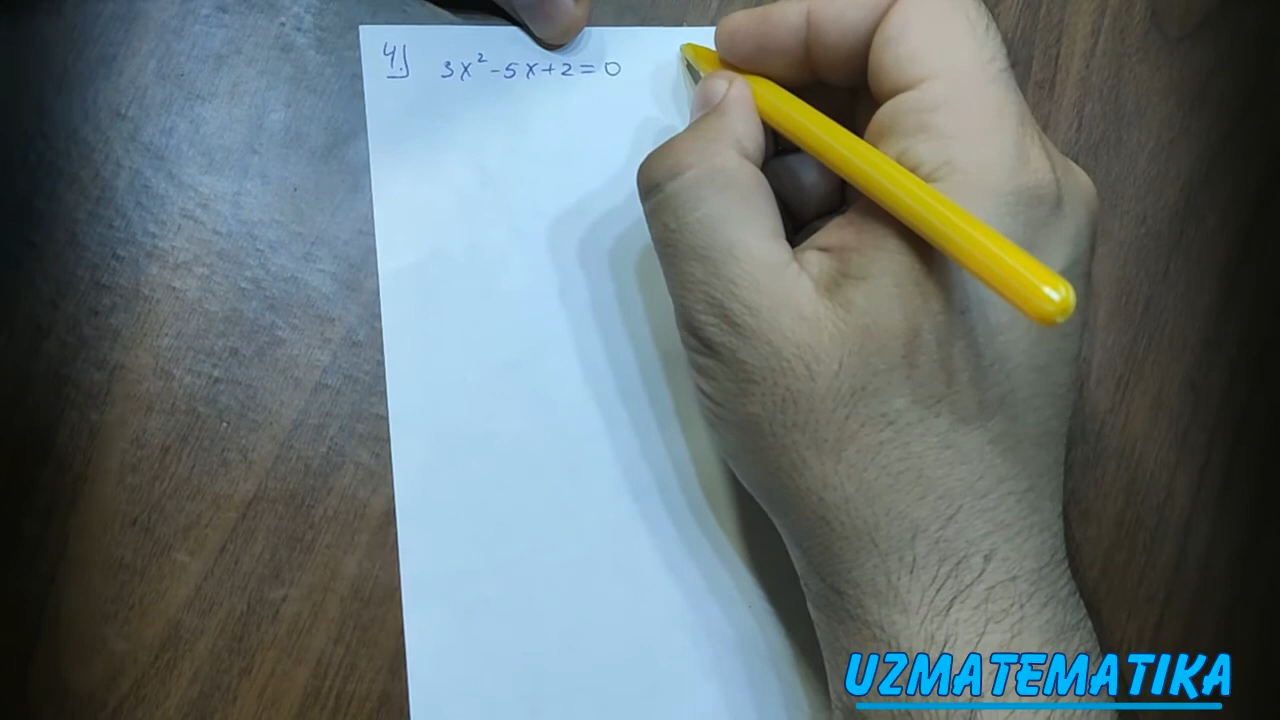 4.) 3x² - 5x + 2 = 0
UZMATEMATIKA